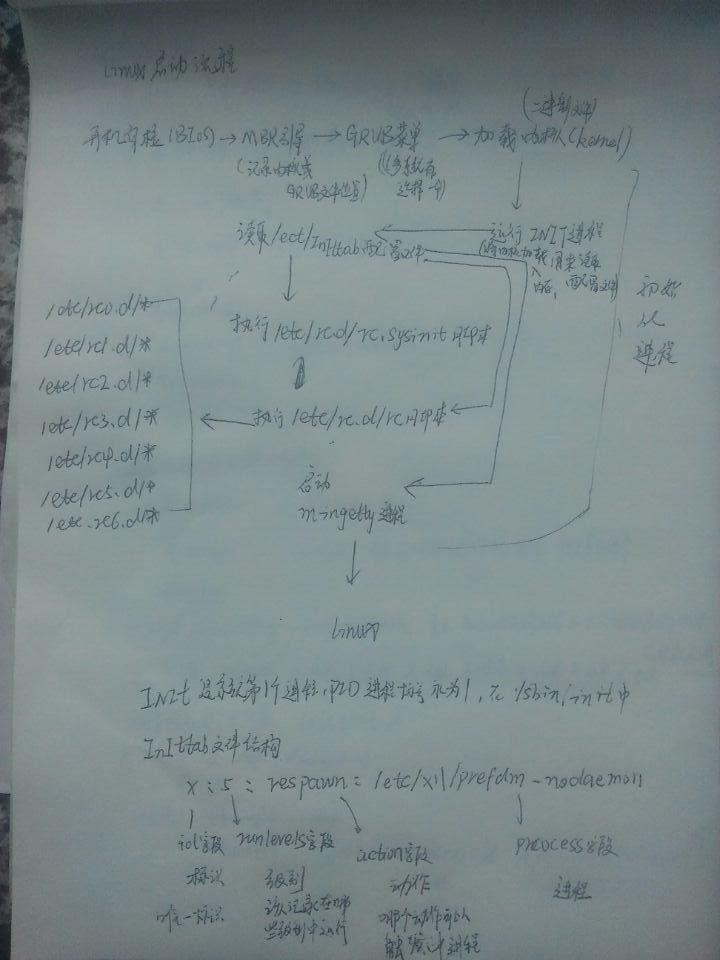 Linux启动流程
(二进制文件)
开机自检(BIOS)→MBR引导→GRUB菜单→加载内核(kernel)
(记录内核或GRUB文件位置)
(多系统有选择一个)
读取/ect/Inittab配置文件
运行INIT进程
用来读取
内存,配置文件)
初始化进程
执行/etc/rc.d/rc.sysinit脚本
/etc/rc0.d/*
/etc/rc1.d/*
/etc/rc2.d/*
/etc/rc3.d/*
/etc/rc4.d/*
/etc/rc5.d/*
/etc.rc6.d/*
执行/etc/rc.d/rc脚本
启动
mingetty进程
INIt是系统第1个进程,PID进程指令永为1,在/sbin/init中
InIttab文件结构
x:5:respawn:/etc/x11/prefdm-nodaemon
id字段 runlevels字段 action字段 process字段
标识 级别 动作 进程
唯一标识 该记录在哪些级别中运行
哪个动作可以触发进程